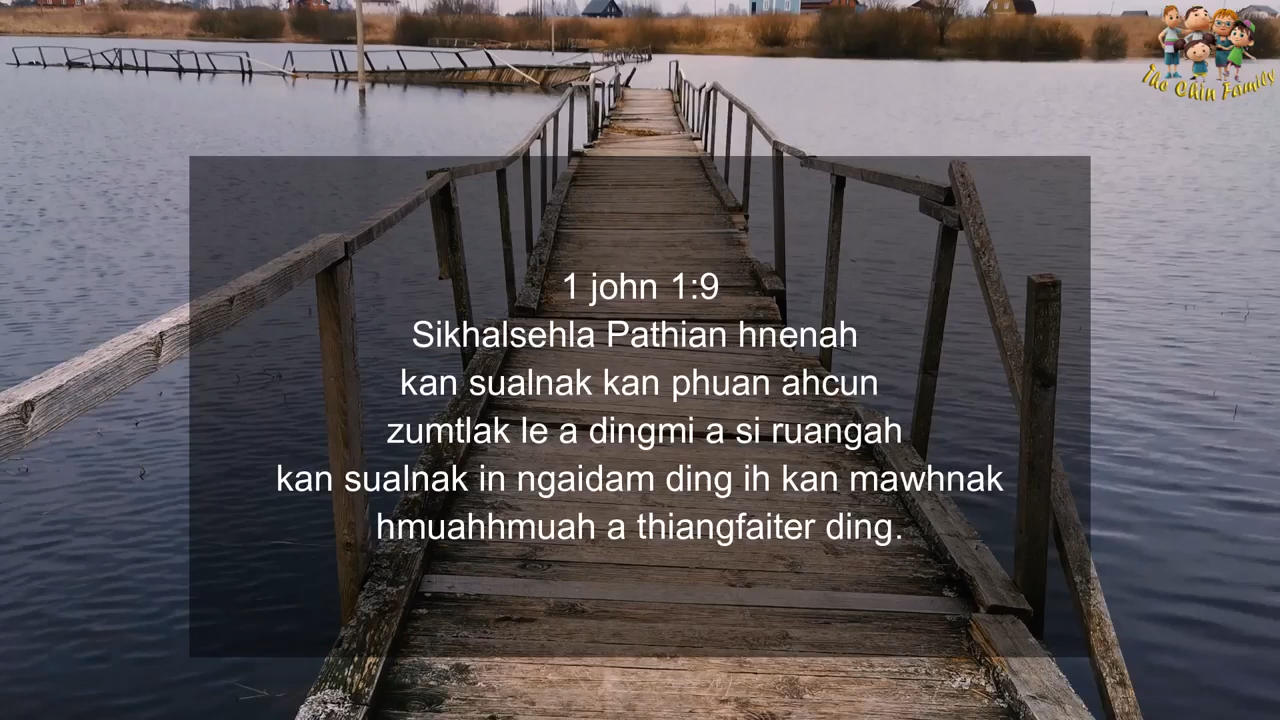 The Chin Family
1 john 1:9
Sikhalsehla Pathian hnenah
kan sualnak kan phuan ahcun
zumtlak le a dingmi a si ruangah
kan sualnak in ngaidam ding ih kan mawhnak
hmuahhmuah a thiangfaiter ding.